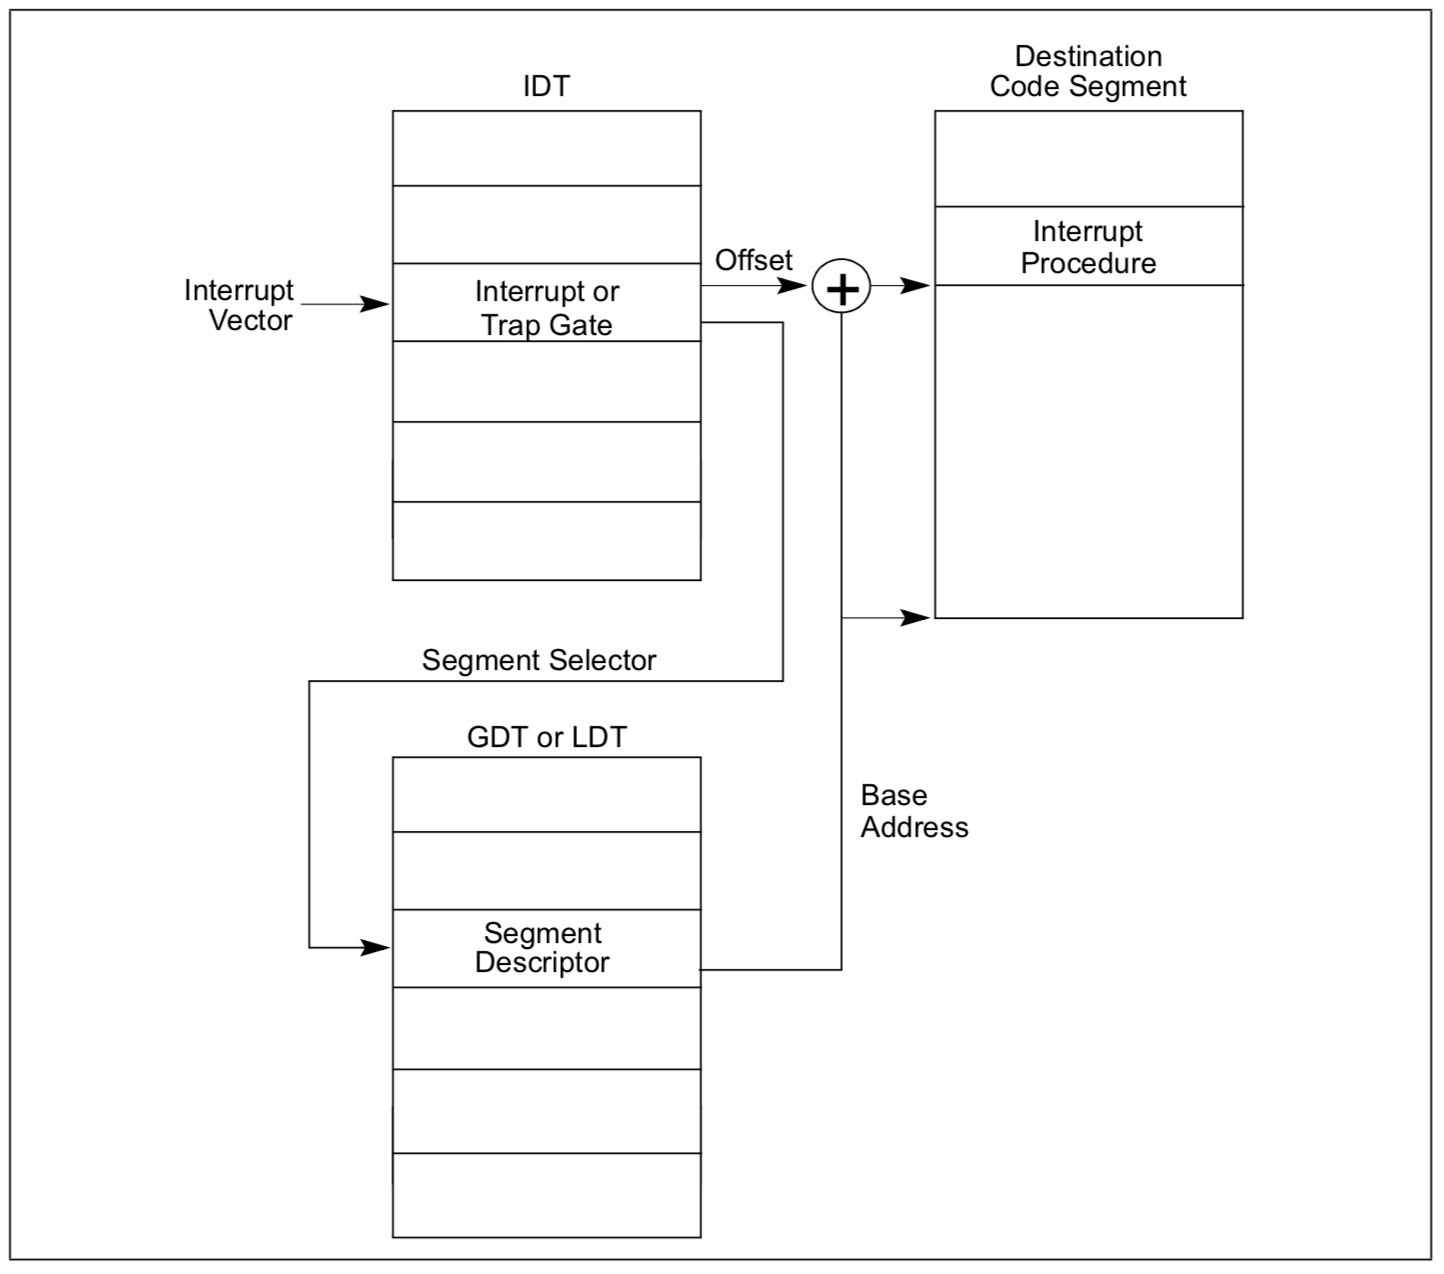 IDT
Destination
Code Segment
Interrupt
Vector
Interrupt or
Trap Gate
Offset
+
Interrupt
Procedure
Segment Selector
GDT or LDT
Segment
Descriptor
Base
Address